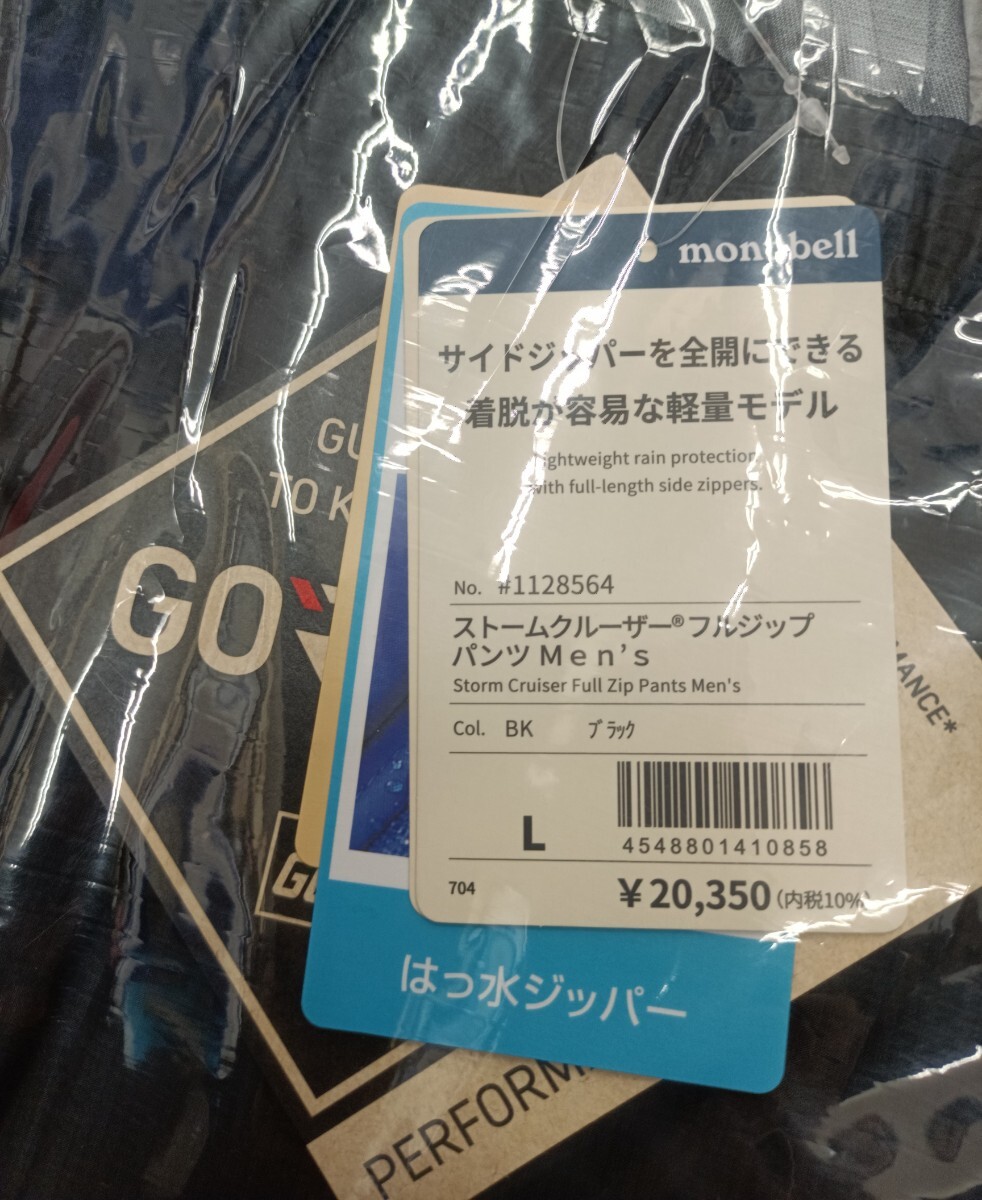 montbell
サイドジッパーを全開にできる
着脱が容易な軽量モデル
lightweight rain protection
with full-length side zippers.
No. #1128564
ストームクルーザー®フルジップ
パンツ Men's
Storm Cruiser Full Zip Pants Men's
Col. BK ブラック
L
4548801410858
704 ¥20,350(内税10%)
はっ水ジッパー
GU
TO K
GO
MANCE*
PERFORM